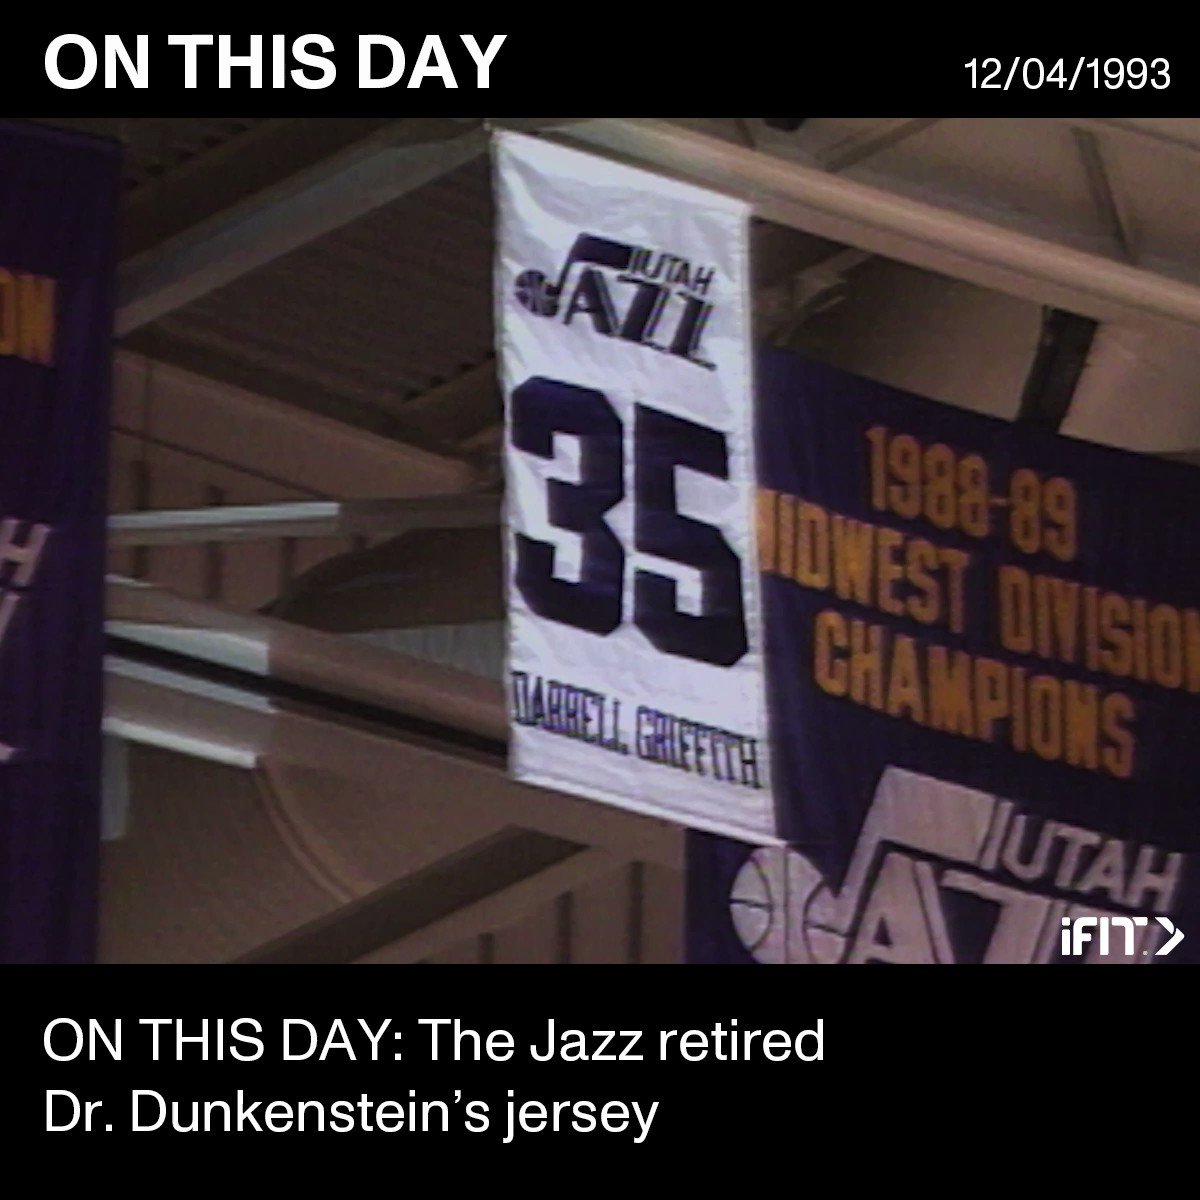 ON THIS DAY
12/04/1993
UTAH
JAZZ
35
DARRELL GRIFFITH
1988-89
MIDWEST DIVISION
CHAMPIONS
UTAH
JAZZ
iFIT
ON THIS DAY: The Jazz retired
Dr. Dunkenstein's jersey